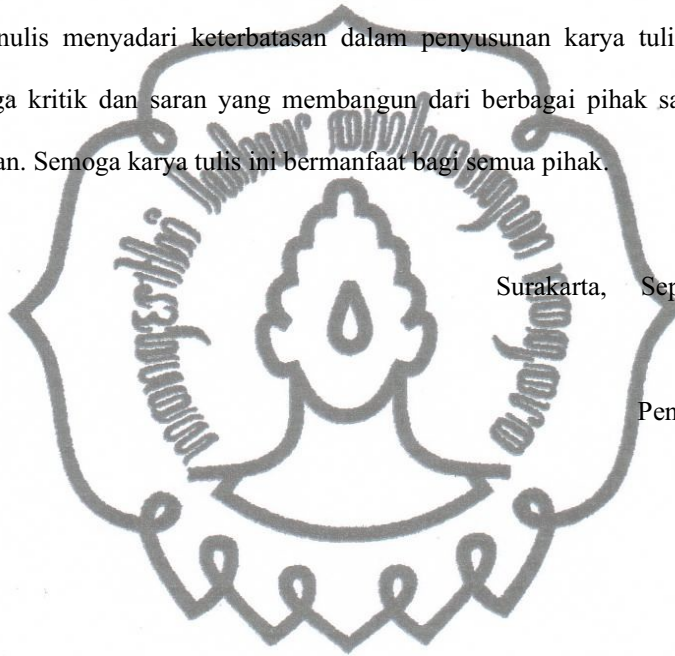 nulis menyadari keterbatasan dalam penyusunan karya tuli
ga kritik dan saran yang membangun dari berbagai pihak sa
an. Semoga karya tulis ini bermanfaat bagi semua pihak.
Surakarta, Sep
Pen